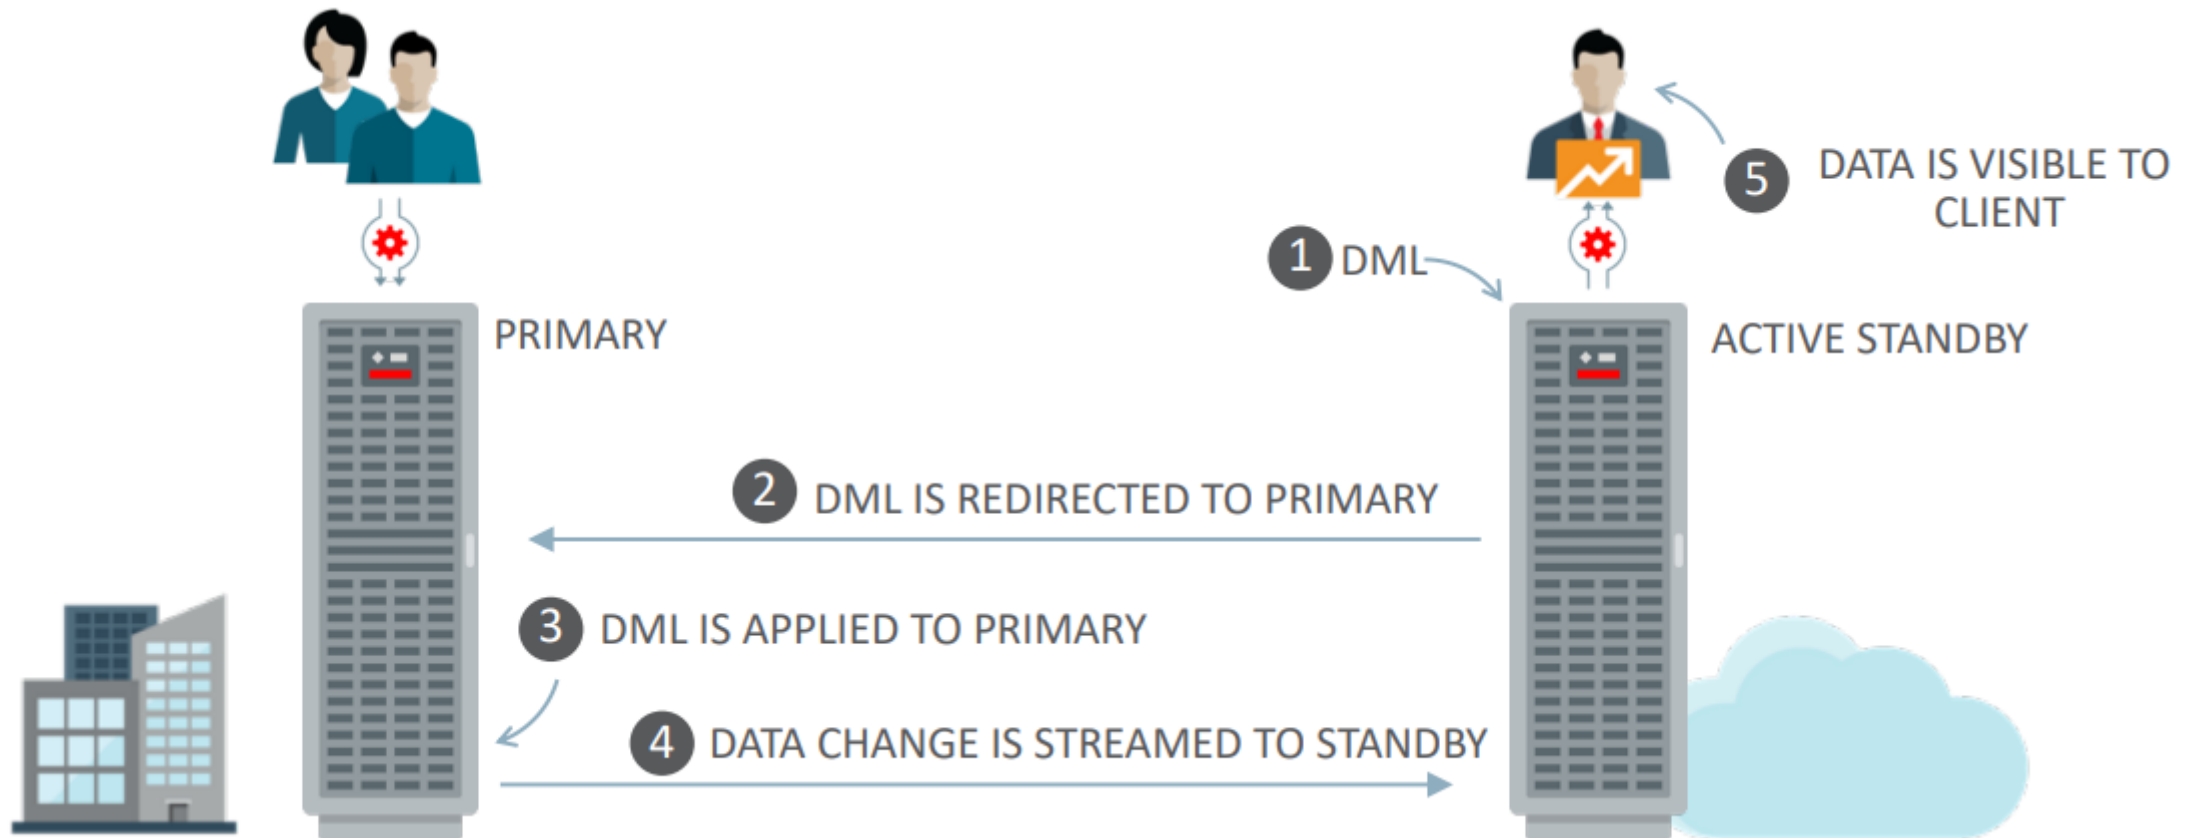 5 DATA IS VISIBLE TO
CLIENT
1 DML
PRIMARY
ACTIVE STANDBY
2 DML IS REDIRECTED TO PRIMARY
3 DML IS APPLIED TO PRIMARY
4 DATA CHANGE IS STREAMED TO STANDBY